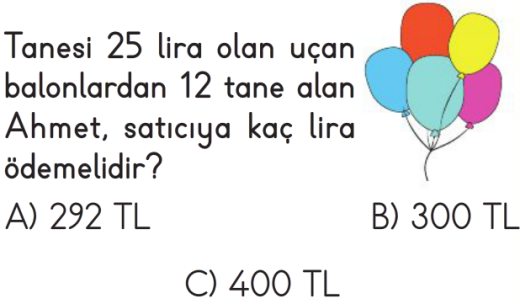 Tanesi 25 lira olan uçan
balonlardan 12 tane alan
Ahmet, satıcıya kaç lira
ödemelidir?
A) 292 TL B) 300 TL
C) 400 TL